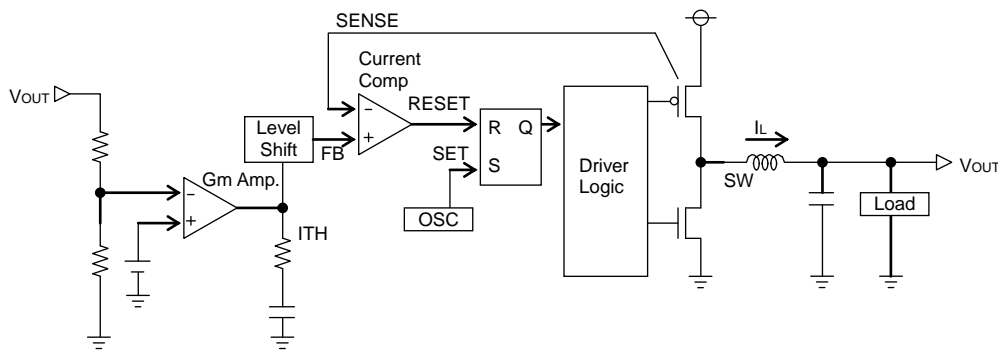 SENSE
Current
Comp
VOUT
RESET
Level
Shift
FB
R Q
S
SET
OSC
Gm Amp.
-
+
-
+
ITH
Driver
Logic
IL
SW
VOUT
Load